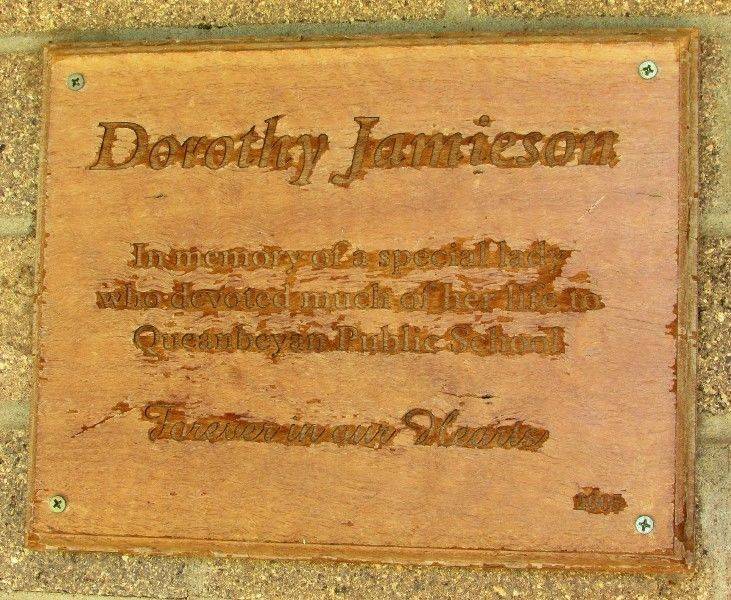 Dorothy Jamieson
In memory of a special lady
who devoted much of her life to
Queanbeyan Public School
Forever in our Hearts